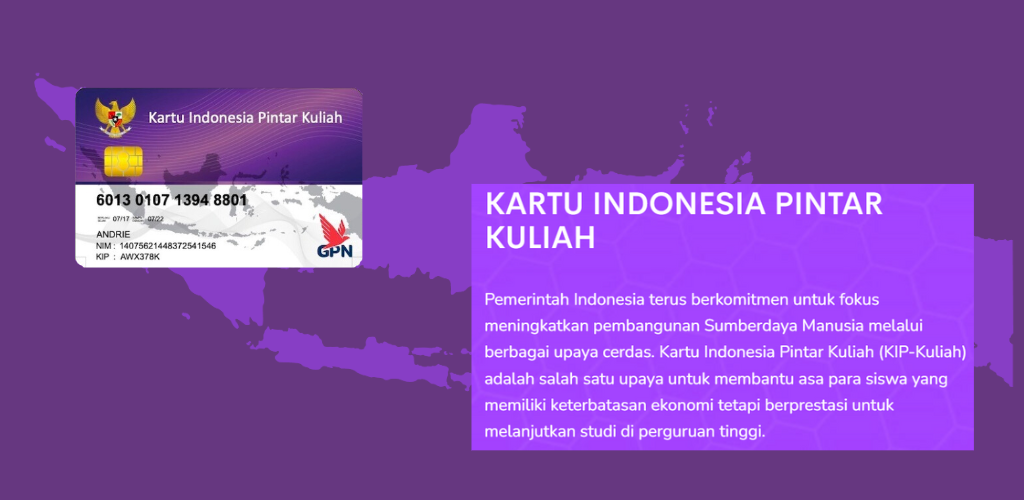 Kartu Indonesia Pintar Kuliah
6013 0107 1394 8801
07/17 07/22
ANDRIE
NIM : 14075621448372541546
KIP : AWX378K
GPN
KARTU INDONESIA PINTAR
KULIAH
Pemerintah Indonesia terus berkomitmen untuk fokus
meningkatkan pembangunan Sumberdaya Manusia melalui
berbagai upaya cerdas. Kartu Indonesia Pintar Kuliah (KIP-Kuliah)
adalah salah satu upaya untuk membantu asa para siswa yang
memiliki keterbatasan ekonomi tetapi berprestasi untuk
melanjutkan studi di perguruan tinggi.